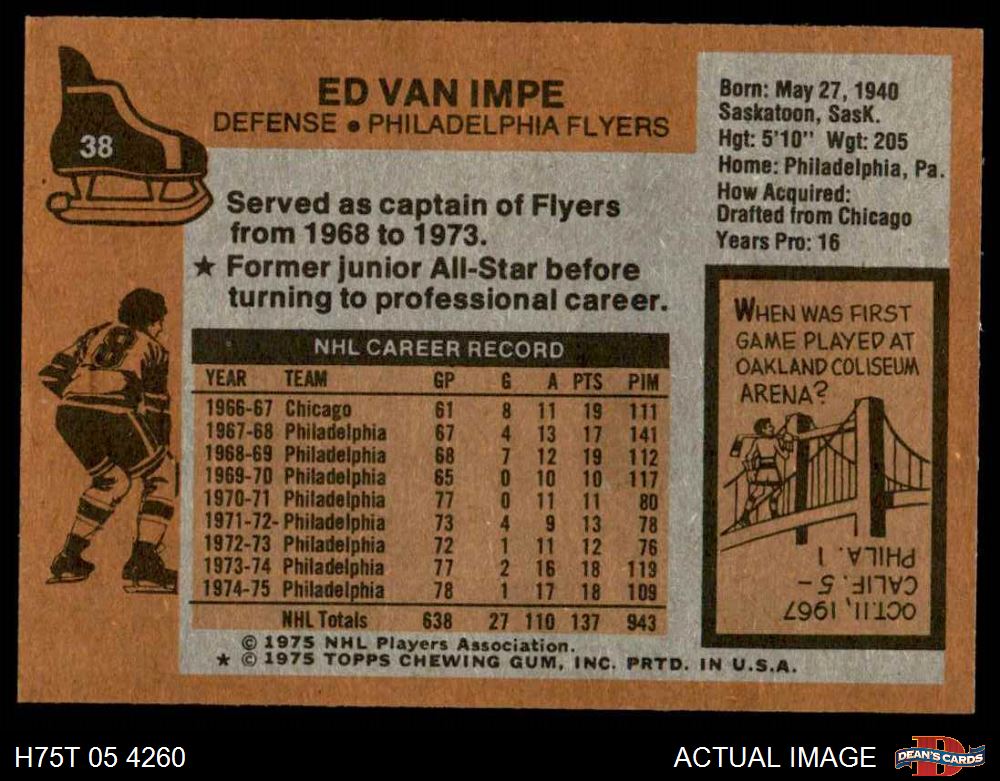 38
ED VAN IMPE
DEFENSE • PHILADELPHIA FLYERS
Born: May 27, 1940
Saskatoon, SasK.
Hgt: 5'10" Wgt: 205
Home: Philadelphia, Pa.
How Acquired:
Drafted from Chicago
Years Pro: 16
Served as captain of Flyers
from 1968 to 1973.
★ Former junior All-Star before
turning to professional career.
8
NHL CAREER RECORD
YEAR TEAM GP G A PTS PIM
1966-67 Chicago 61 8 11 19 111
1967-68 Philadelphia 67 4 13 17 141
1968-69 Philadelphia 68 7 12 19 112
1969-70 Philadelphia 65 0 10 10 117
1970-71 Philadelphia 77 0 11 11 80
1971-72- Philadelphia 73 4 9 13 78
1972-73 Philadelphia 72 1 11 12 76
1973-74 Philadelphia 77 2 16 18 119
1974-75 Philadelphia 78 1 17 18 109
NHL Totals 638 27 110 137 943
© 1975 NHL Players Association.
★ © 1975 TOPPS CHEWING GUM, INC. PRTD. IN U.S.A.
WHEN WAS FIRST
GAME PLAYED AT
OAKLAND COLISEUM
ARENA?
OCT.11, 1967
CALIF. 5 –
PHILA. 1
H75T 05 4260
ACTUAL IMAGE
D
DEAN'S CARDS